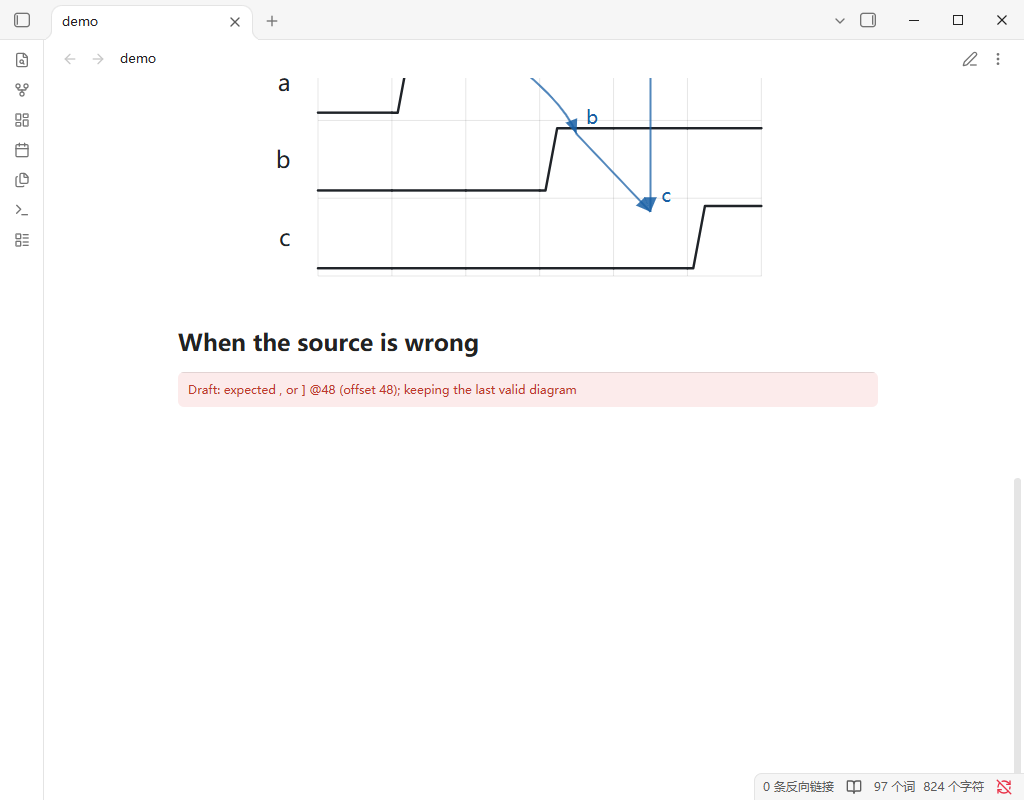 demo
demo
a
b
b
c
c
When the source is wrong
Draft: expected , or ] @48 (offset 48); keeping the last valid diagram
0 条反向链接 97 个词 824 个字符